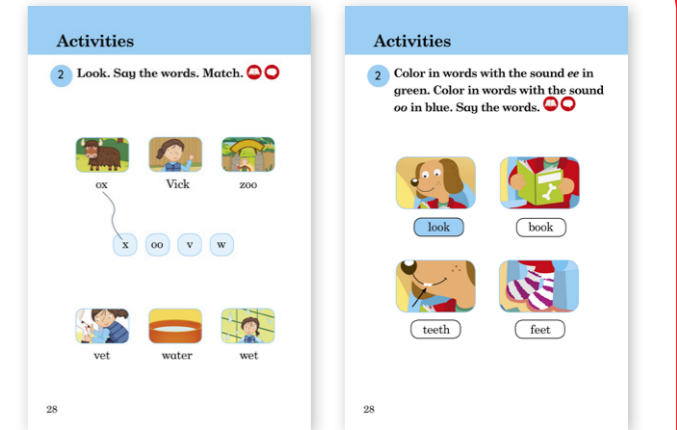 Activities
2 Look. Say the words. Match.
ox Vick zoo
x oo v w
vet water wet
28
Activities
2 Color in words with the sound ee in
green. Color in words with the sound
oo in blue. Say the words.
look book
teeth feet
28